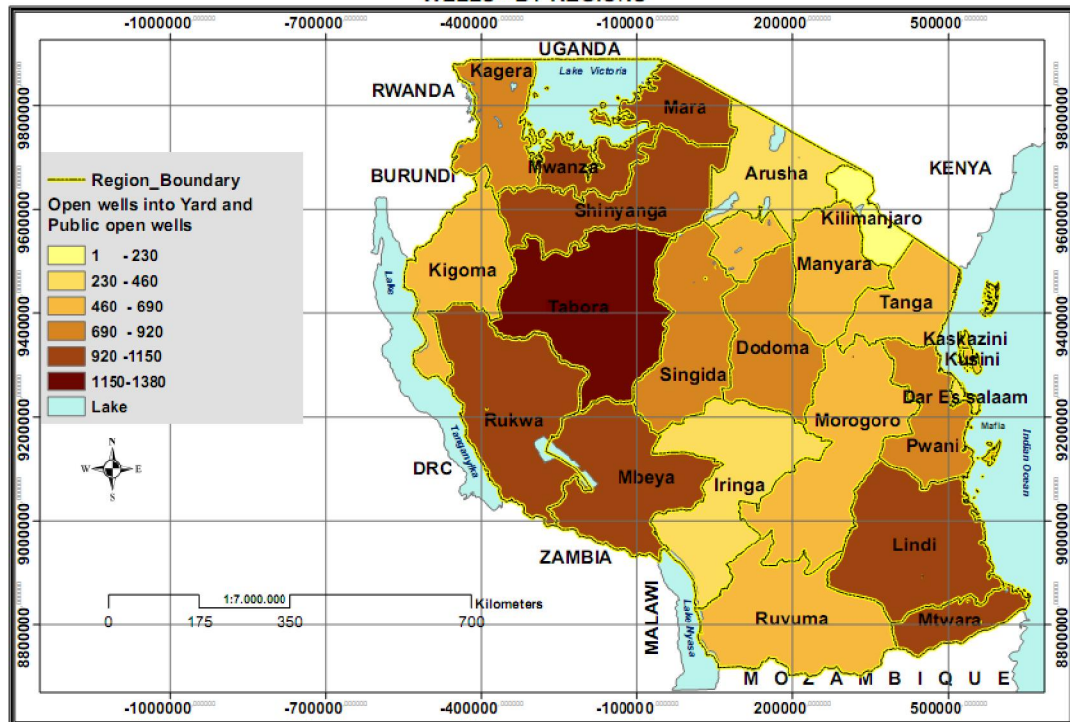 -1000000 -700000 -400000 -100000 200000 500000
UGANDA
Kagera
Lake Victoria
RWANDA
Mara
9800000 9800000
Mwanza
Arusha
KENYA
BURUNDI
Region_Boundary
Open wells into Yard and
Public open wells
1 - 230
230 - 460
460 - 690
690 - 920
920 -1150
1150-1380
Lake
Shinyanga
Kilimanjaro
9600000 9600000
Kigoma
Manyara
Lake
Tabora
Tanga
9400000 9400000
Kaskazini
Kusini
Dodoma
Singida
Dar Es salaam
Rukwa
Morogoro
Mafia
9200000 9200000
Pwani
N
W E
S
Tanganyika
DRC
Mbeya
Iringa
Indian Ocean
9000000 9000000
Lindi
ZAMBIA
1:7.000.000
Kilometers
0 175 350 700
MALAWI
Lake Nyasa
Ruvuma
Mtwara
8800000 8800000
MOZAMBIQUE
-1000000 -700000 -400000 -100000 200000 500000